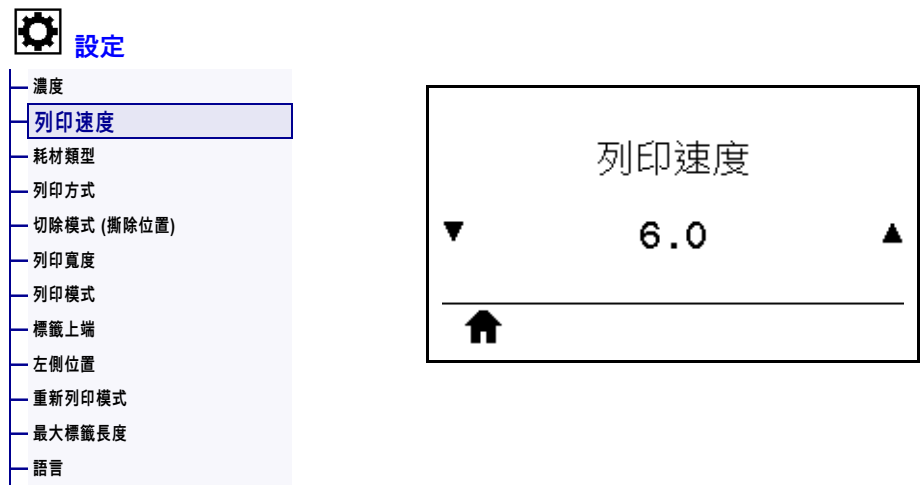 設定
濃度
列印速度
耗材類型
列印方式
切除模式 (撕除位置)
列印寬度
列印模式
標籤上端
左側位置
重新列印模式
最大標籤長度
語言
列印速度
▼ 6.0 ▲